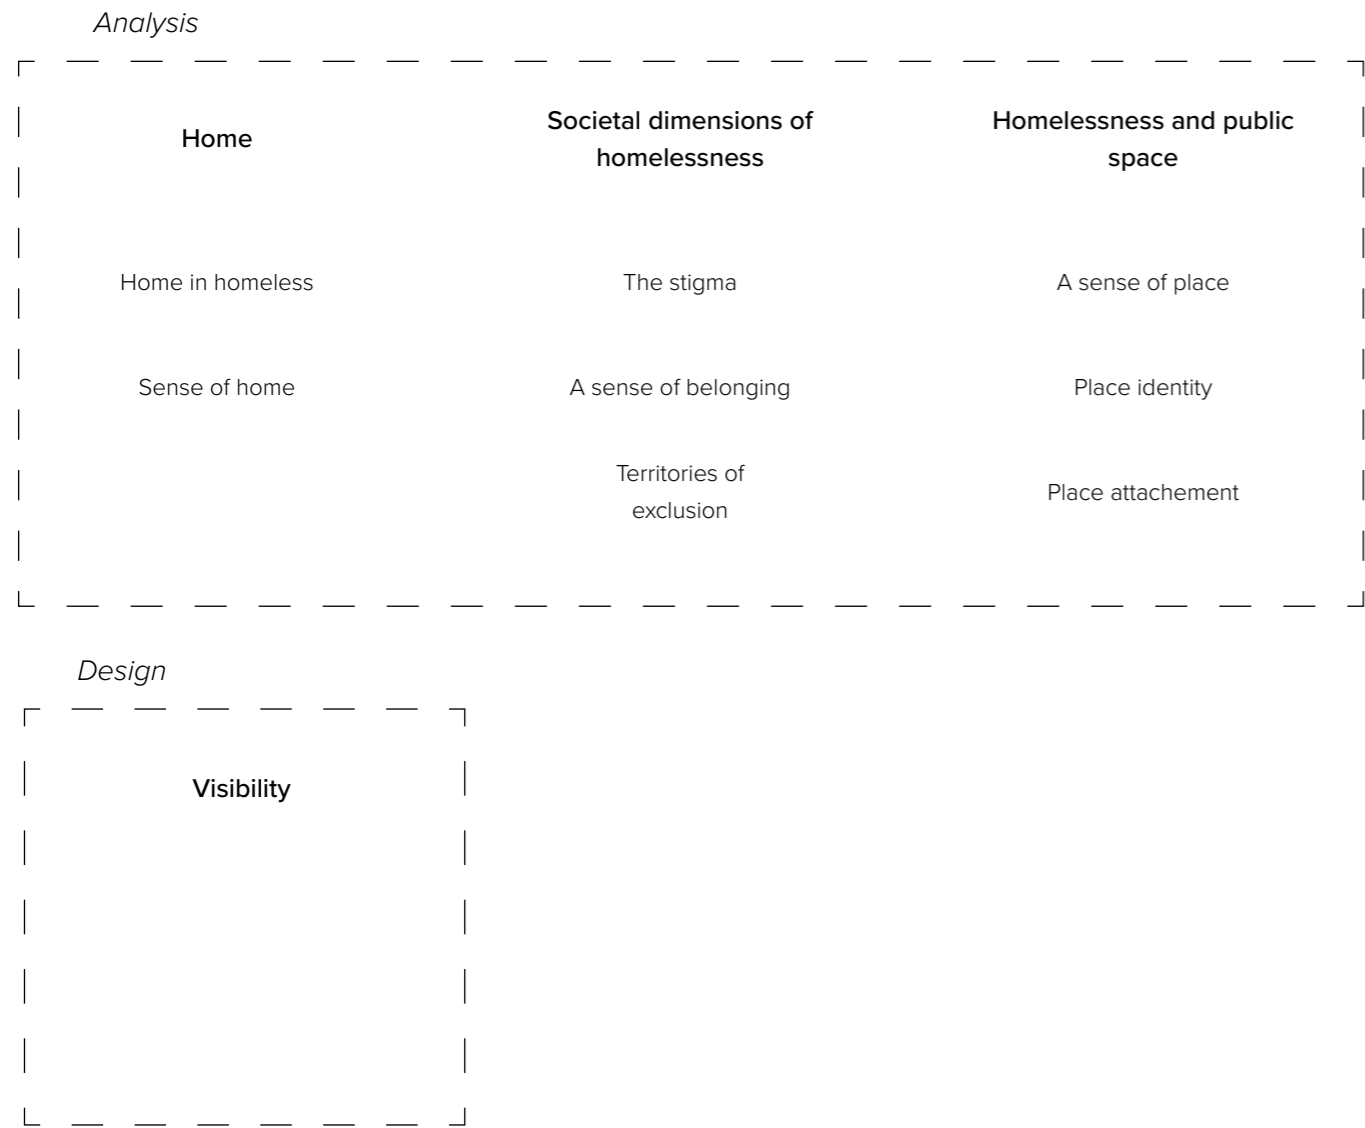 Analysis
Home
Societal dimensions of
homelessness
Homelessness and public
space
Home in homeless
The stigma
A sense of place
Sense of home
A sense of belonging
Place identity
Territories of
exclusion
Place attachement
Design
Visibility